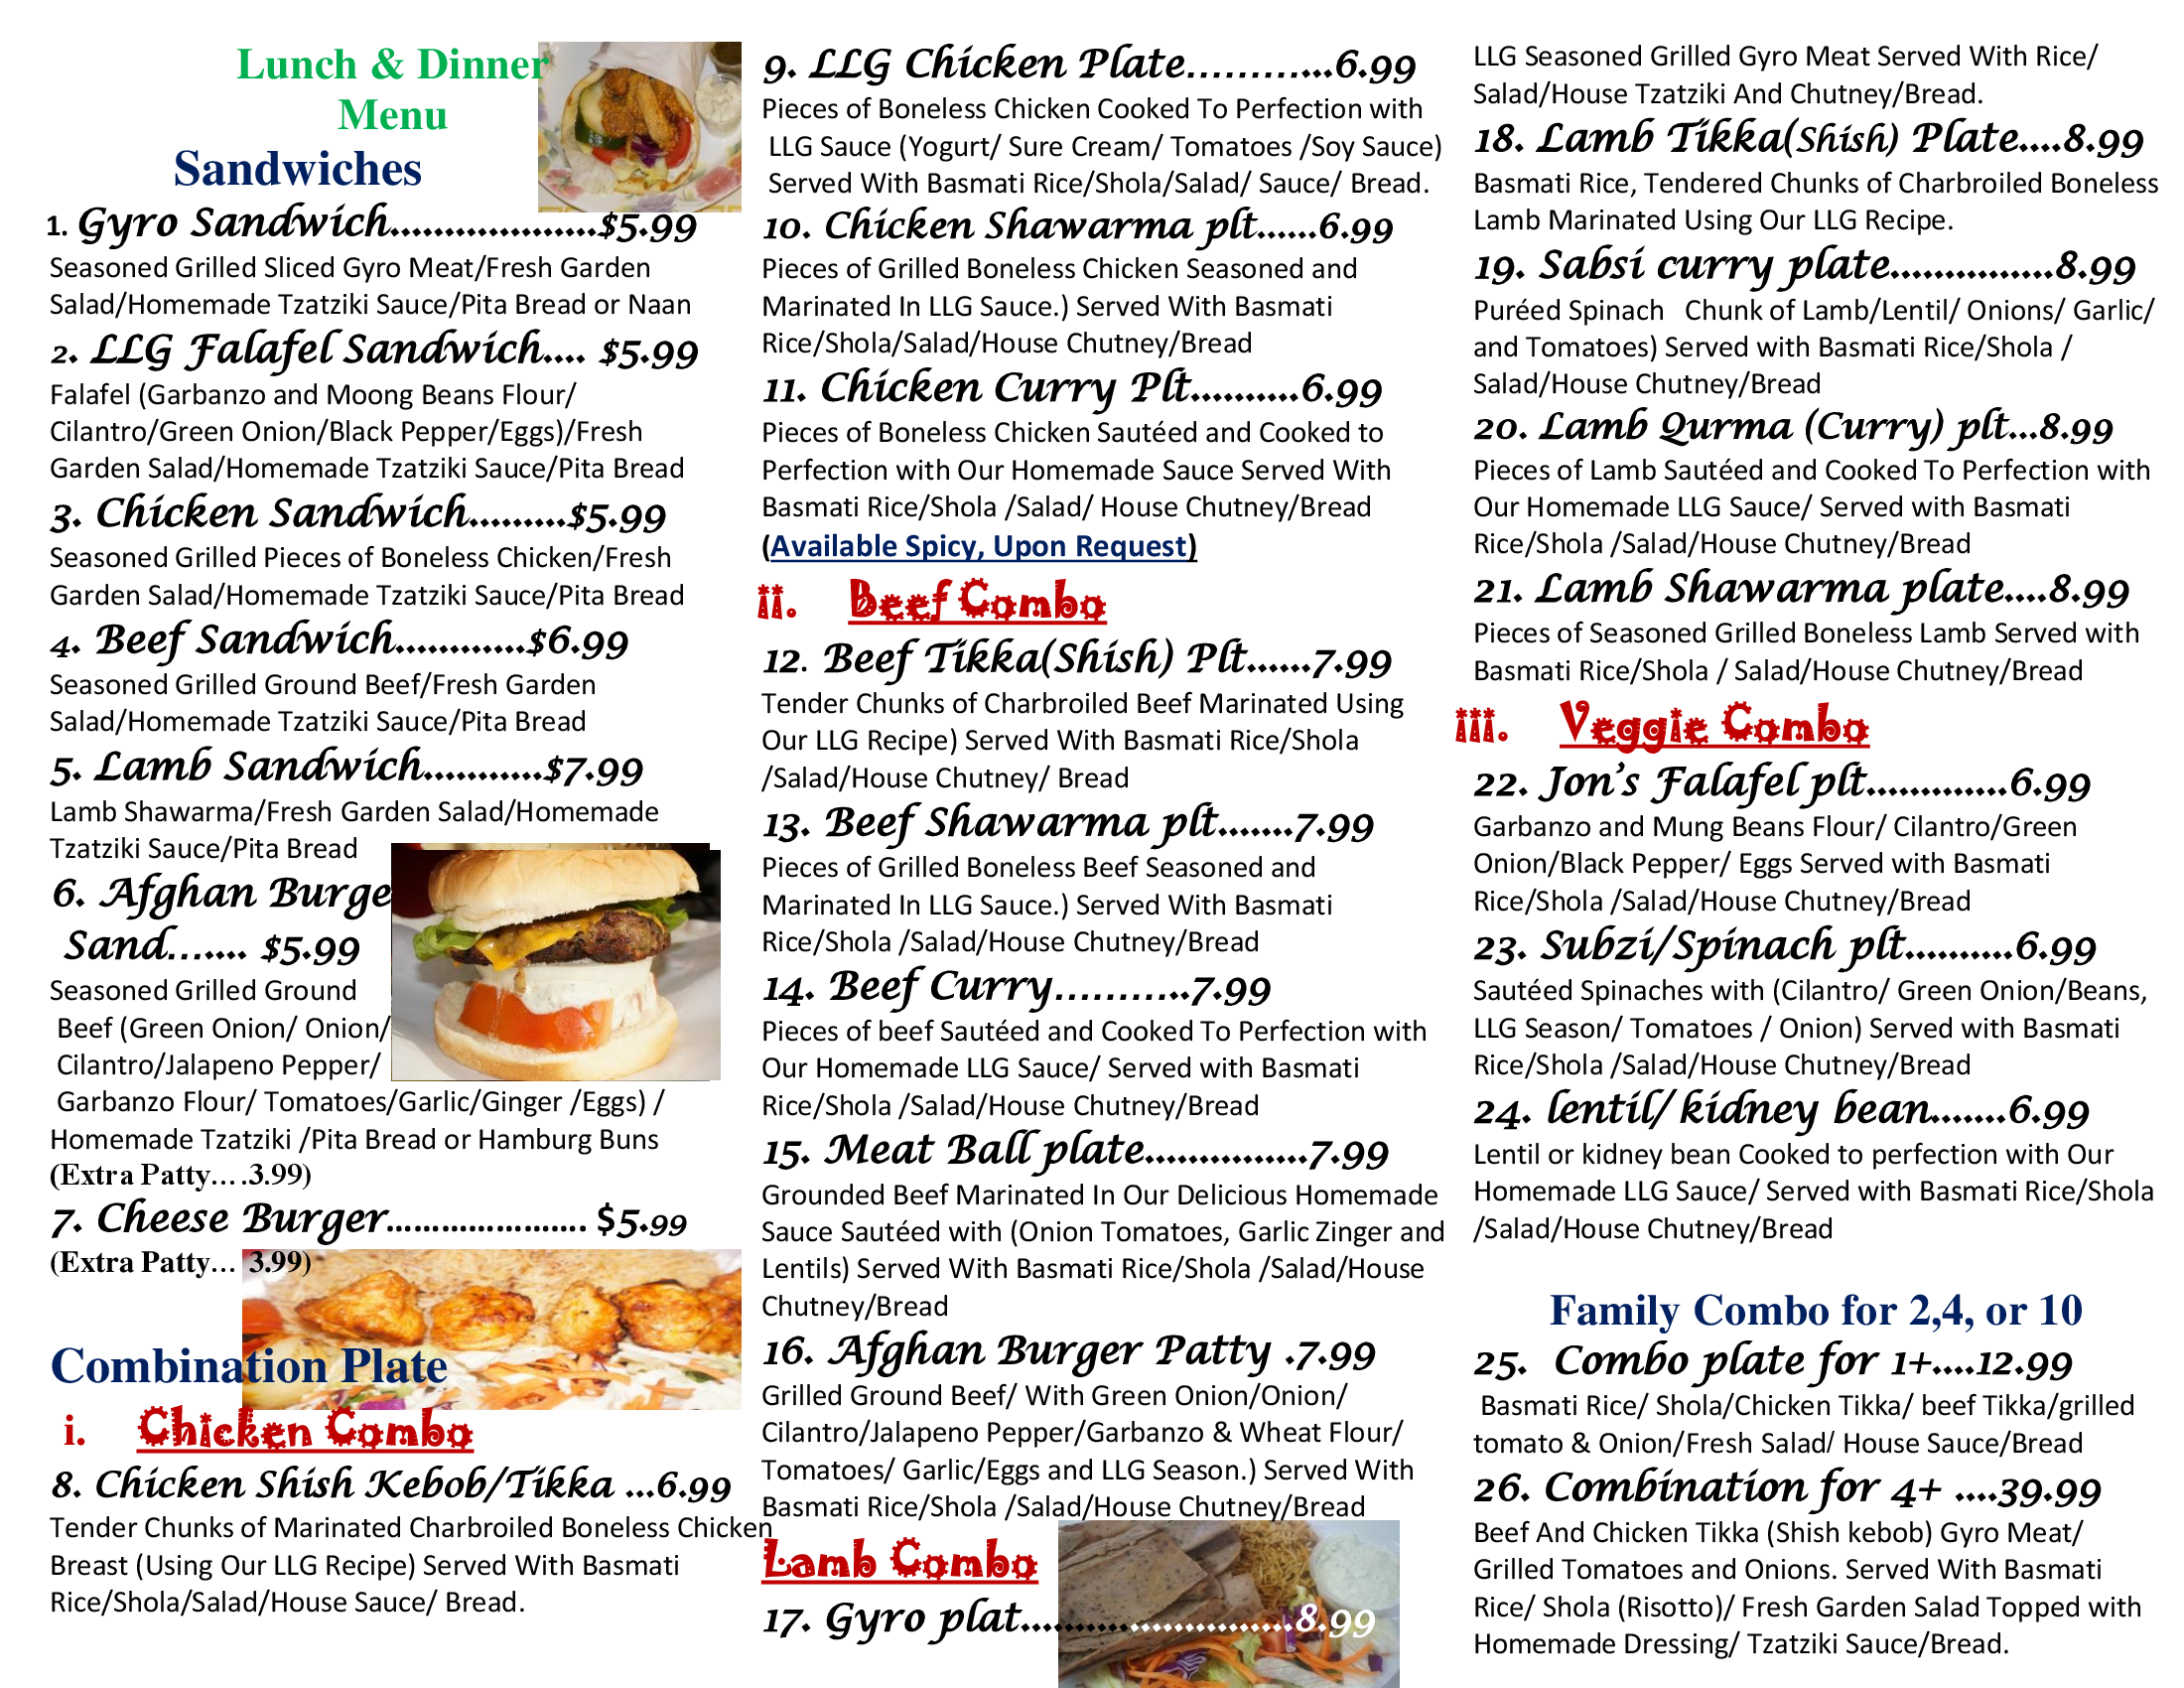 Lunch & Dinner
Menu
Sandwiches
1. Gyro Sandwich...................$5.99
Seasoned Grilled Sliced Gyro Meat/Fresh Garden
Salad/Homemade Tzatziki Sauce/Pita Bread or Naan
2. LLG Falafel Sandwich.... $5.99
Falafel (Garbanzo and Moong Beans Flour/
Cilantro/Green Onion/Black Pepper/Eggs)/Fresh
Garden Salad/Homemade Tzatziki Sauce/Pita Bread
3. Chicken Sandwich.........$5.99
Seasoned Grilled Pieces of Boneless Chicken/Fresh
Garden Salad/Homemade Tzatziki Sauce/Pita Bread
4. Beef Sandwich............$6.99
Seasoned Grilled Ground Beef/Fresh Garden
Salad/Homemade Tzatziki Sauce/Pita Bread
5. Lamb Sandwich...........$7.99
Lamb Shawarma/Fresh Garden Salad/Homemade
Tzatziki Sauce/Pita Bread
6. Afghan Burge
Sand....... $5.99
Seasoned Grilled Ground
Beef (Green Onion/ Onion/
Cilantro/Jalapeno Pepper/
Garbanzo Flour/ Tomatoes/Garlic/Ginger /Eggs) /
Homemade Tzatziki /Pita Bread or Hamburg Buns
(Extra Patty….3.99)
7. Cheese Burger...................... $5.99
(Extra Patty… 3.99)
Combination Plate
i. Chicken Combo
8. Chicken Shish Kebob/Tikka ...6.99
Tender Chunks of Marinated Charbroiled Boneless Chicken
Breast (Using Our LLG Recipe) Served With Basmati
Rice/Shola/Salad/House Sauce/ Bread.
9. LLG Chicken Plate............6.99
Pieces of Boneless Chicken Cooked To Perfection with
LLG Sauce (Yogurt/ Sure Cream/ Tomatoes /Soy Sauce)
Served With Basmati Rice/Shola/Salad/ Sauce/ Bread.
10. Chicken Shawarma plt......6.99
Pieces of Grilled Boneless Chicken Seasoned and
Marinated In LLG Sauce.) Served With Basmati
Rice/Shola/Salad/House Chutney/Bread
11. Chicken Curry Plt..........6.99
Pieces of Boneless Chicken Sautéed and Cooked to
Perfection with Our Homemade Sauce Served With
Basmati Rice/Shola /Salad/ House Chutney/Bread
(Available Spicy, Upon Request)
ii. Beef Combo
12. Beef Tikka(Shish) Plt......7.99
Tender Chunks of Charbroiled Beef Marinated Using
Our LLG Recipe) Served With Basmati Rice/Shola
/Salad/House Chutney/ Bread
13. Beef Shawarma plt.......7.99
Pieces of Grilled Boneless Beef Seasoned and
Marinated In LLG Sauce.) Served With Basmati
Rice/Shola /Salad/House Chutney/Bread
14. Beef Curry...........7.99
Pieces of beef Sautéed and Cooked To Perfection with
Our Homemade LLG Sauce/ Served with Basmati
Rice/Shola /Salad/House Chutney/Bread
15. Meat Ball plate...............7.99
Grounded Beef Marinated In Our Delicious Homemade
Sauce Sautéed with (Onion Tomatoes, Garlic Zinger and
Lentils) Served With Basmati Rice/Shola /Salad/House
Chutney/Bread
16. Afghan Burger Patty .7.99
Grilled Ground Beef/ With Green Onion/Onion/
Cilantro/Jalapeno Pepper/Garbanzo & Wheat Flour/
Tomatoes/ Garlic/Eggs and LLG Season.) Served With
Basmati Rice/Shola /Salad/House Chutney/Bread
Lamb Combo
17. Gyro plat.........................8.99
LLG Seasoned Grilled Gyro Meat Served With Rice/
Salad/House Tzatziki And Chutney/Bread.
18. Lamb Tikka(Shish) Plate....8.99
Basmati Rice, Tendered Chunks of Charbroiled Boneless
Lamb Marinated Using Our LLG Recipe.
19. Sabsi curry plate...............8.99
Puréed Spinach Chunk of Lamb/Lentil/ Onions/ Garlic/
and Tomatoes) Served with Basmati Rice/Shola /
Salad/House Chutney/Bread
20. Lamb Qurma (Curry) plt...8.99
Pieces of Lamb Sautéed and Cooked To Perfection with
Our Homemade LLG Sauce/ Served with Basmati
Rice/Shola /Salad/House Chutney/Bread
21. Lamb Shawarma plate....8.99
Pieces of Seasoned Grilled Boneless Lamb Served with
Basmati Rice/Shola / Salad/House Chutney/Bread
iii. Veggie Combo
22. Jon's Falafel plt.............6.99
Garbanzo and Mung Beans Flour/ Cilantro/Green
Onion/Black Pepper/ Eggs Served with Basmati
Rice/Shola /Salad/House Chutney/Bread
23. Subzi/Spinach plt..........6.99
Sautéed Spinaches with (Cilantro/ Green Onion/Beans,
LLG Season/ Tomatoes / Onion) Served with Basmati
Rice/Shola /Salad/House Chutney/Bread
24. lentil/ kidney bean.......6.99
Lentil or kidney bean Cooked to perfection with Our
Homemade LLG Sauce/ Served with Basmati Rice/Shola
/Salad/House Chutney/Bread
Family Combo for 2,4, or 10
25. Combo plate for 1+....12.99
Basmati Rice/ Shola/Chicken Tikka/ beef Tikka/grilled
tomato & Onion/Fresh Salad/ House Sauce/Bread
26. Combination for 4+ ....39.99
Beef And Chicken Tikka (Shish kebob) Gyro Meat/
Grilled Tomatoes and Onions. Served With Basmati
Rice/ Shola (Risotto)/ Fresh Garden Salad Topped with
Homemade Dressing/ Tzatziki Sauce/Bread.